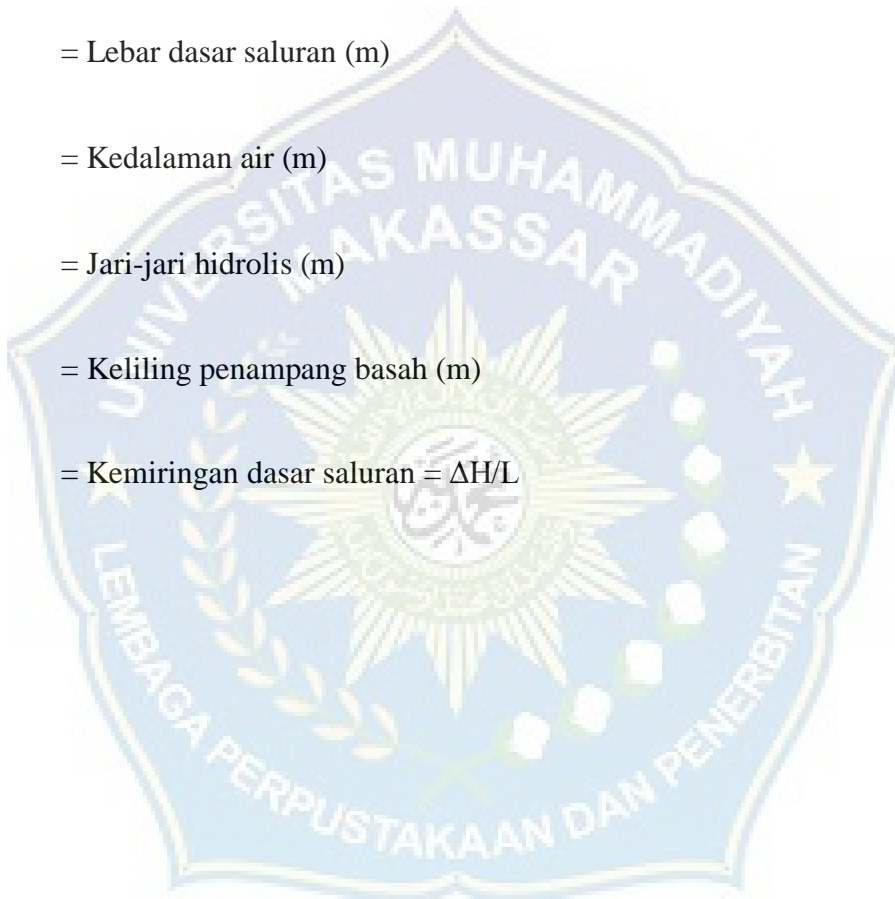 = Lebar dasar saluran (m)
= Kedalaman air (m)
= Jari-jari hidrolis (m)
= Keliling penampang basah (m)
= Kemiringan dasar saluran = ΔH/L
UNIVERSITAS MUHAMMADIYAH
MAKASSAR
LEMBAGA PERPUSTAKAAN DAN PENERBITAN